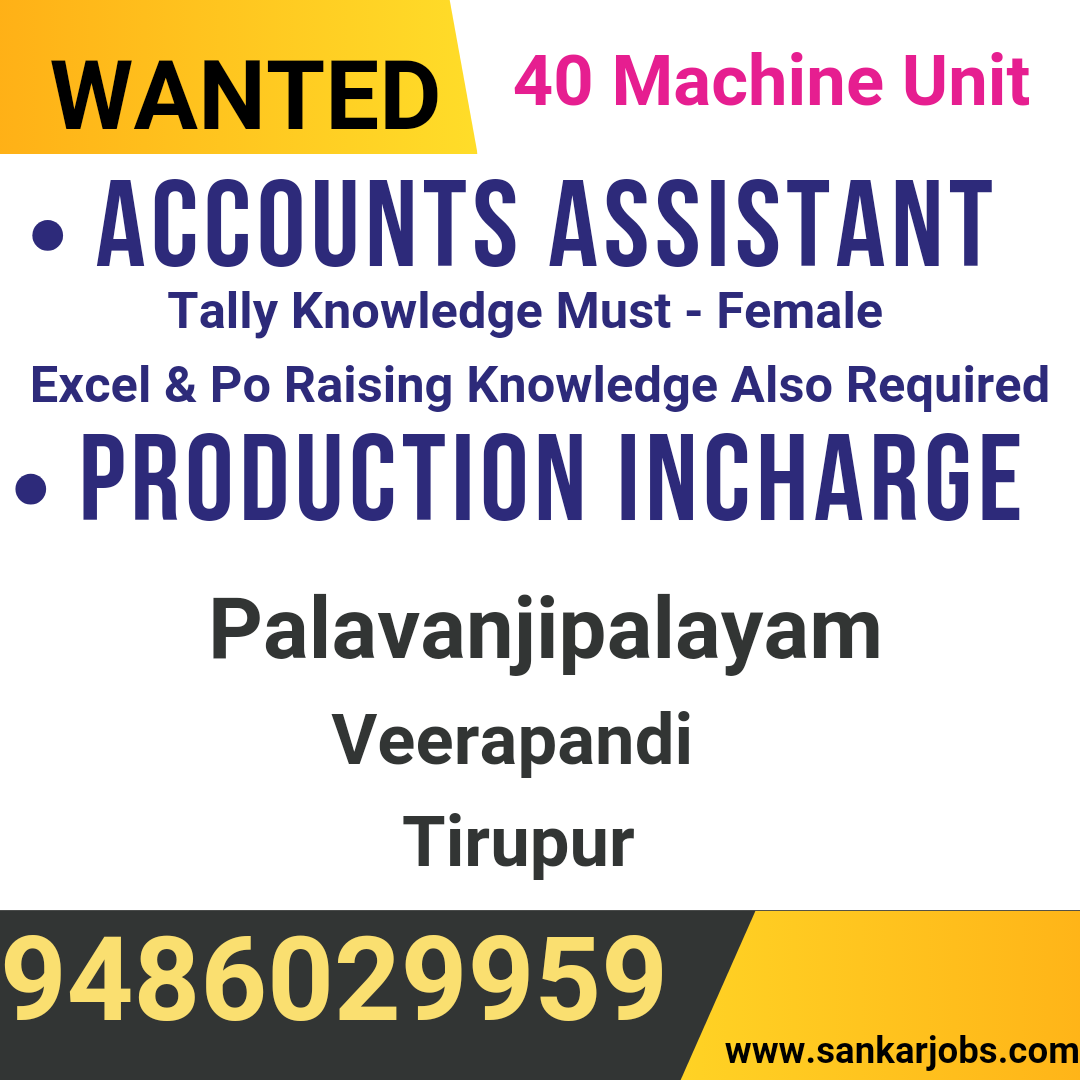 WANTED
40 Machine Unit
• ACCOUNTS ASSISTANT
Tally Knowledge Must - Female
Excel & Po Raising Knowledge Also Required
• PRODUCTION INCHARGE
Palavanjipalayam
Veerapandi
Tirupur
9486029959
www.sankarjobs.com